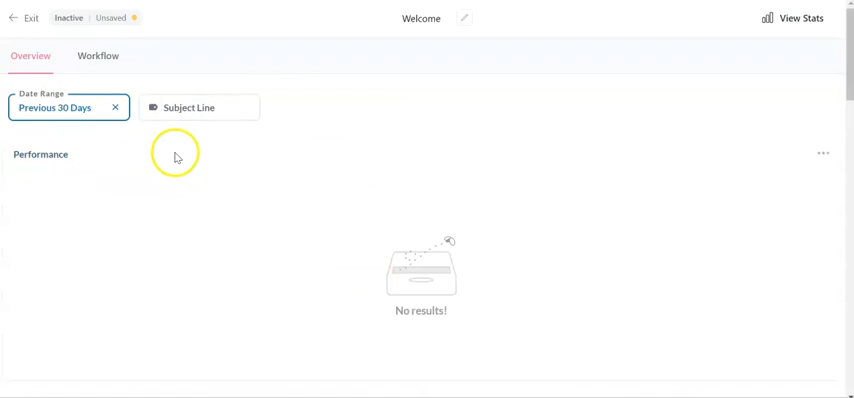 Exit
Inactive | Unsaved
Welcome
View Stats
Overview
Workflow
Date Range
Previous 30 Days
Subject Line
Performance
No results!